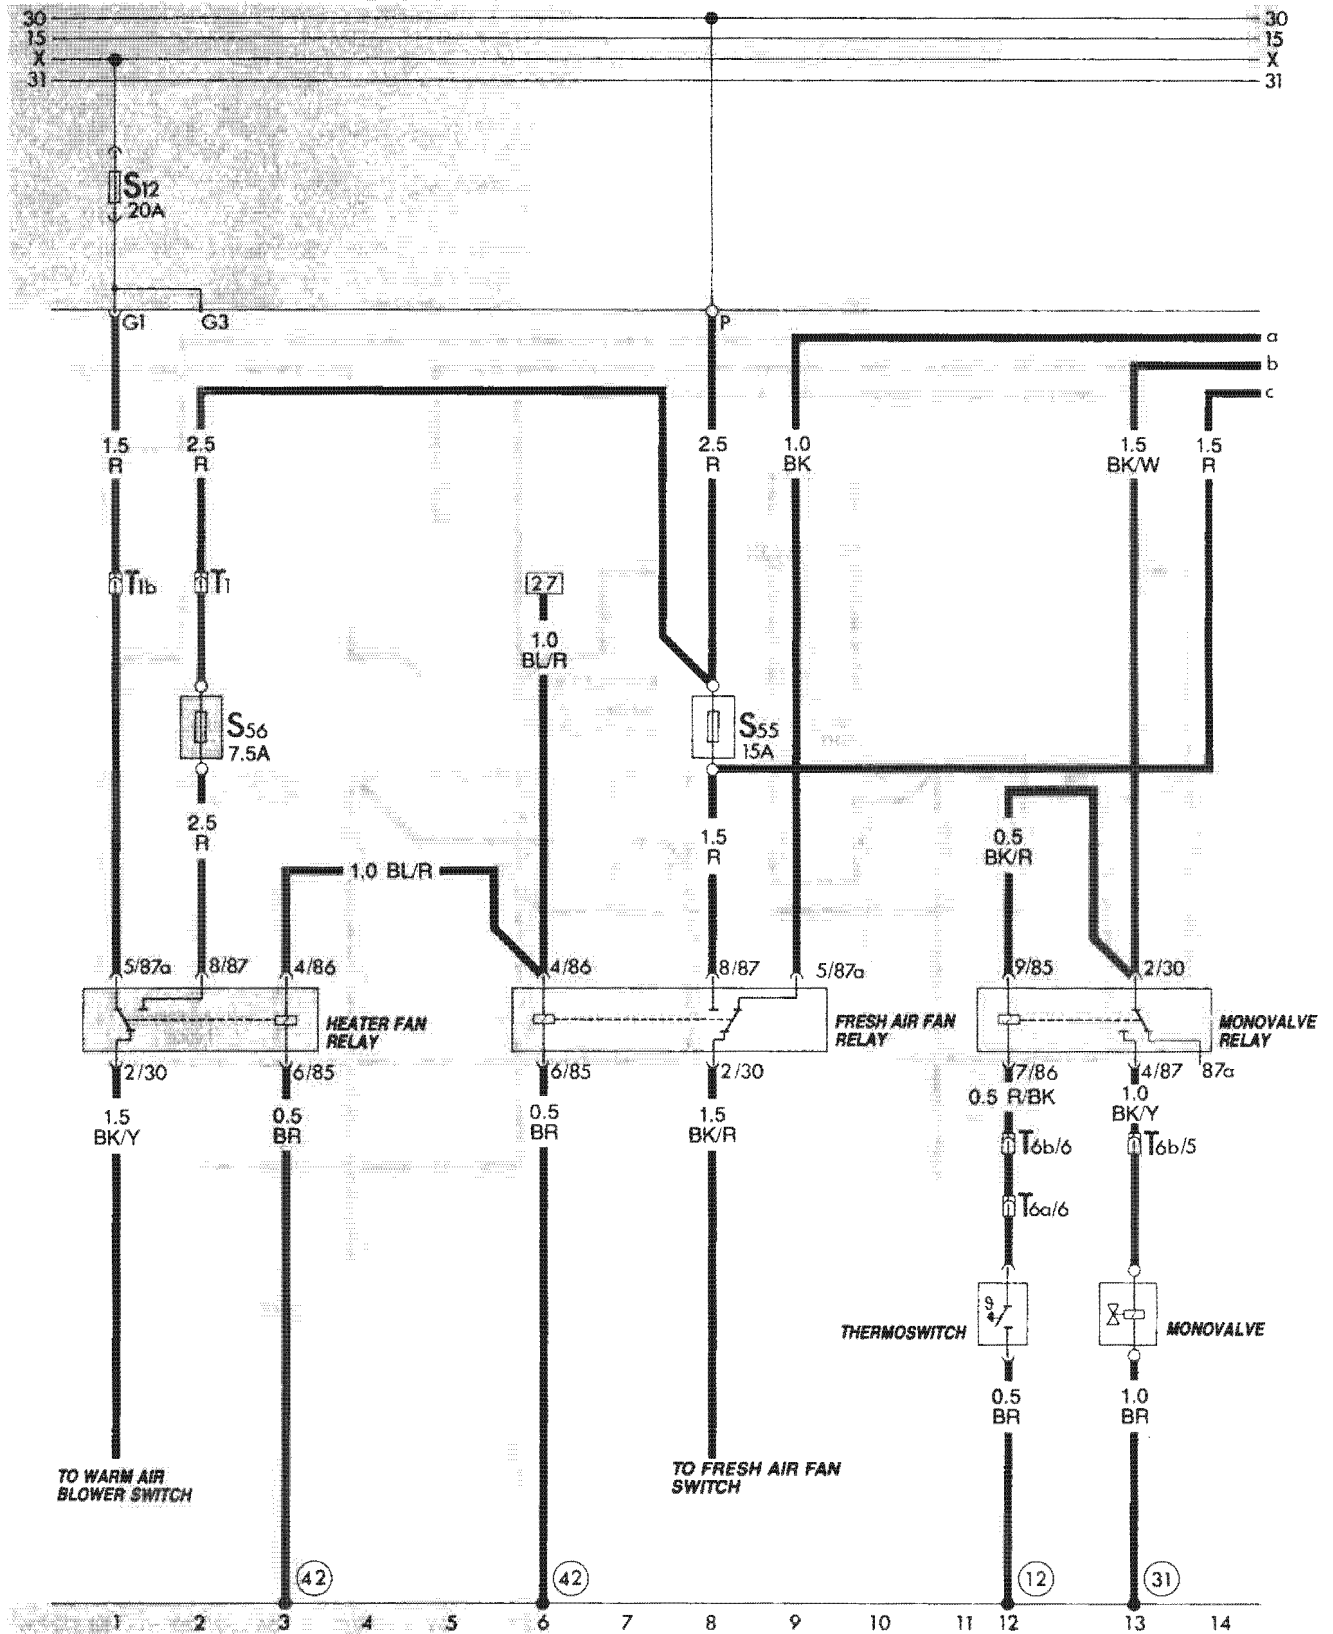 30 30
15 15
X X
31 31
S12
20A
G1 G3 P
a
b
c
1.5 2.5 2.5 1.0 1.5 1.5
R R R BK BK/W R
T1b T1 27
1.0
BL/R
S56 S55
7.5A 15A
2.5 1.5 0.5
R R BK/R
1.0 BL/R
5/87a 8/87 4/86 4/86 8/87 5/87a 9/85 2/30
HEATER FAN FRESH AIR FAN MONOVALVE
RELAY RELAY RELAY
2/30 6/85 6/85 2/30 7/86 4/87 87a
0.5 R/BK 1.0
BK/Y
1.5 0.5 0.5 1.5
BK/Y BR BR BK/R
T6b/6 T6b/5
T6a/6
THERMOSWITCH MONOVALVE
0.5 1.0
BR BR
TO WARM AIR TO FRESH AIR FAN
BLOWER SWITCH SWITCH
42 42 12 31
1 2 3 4 5 6 7 8 9 10 11 12 13 14